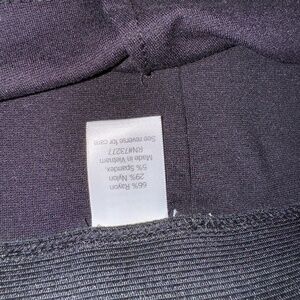 66% Rayon
29% Nylon
5% Spandex,
Made in Vietnam
RN#73277
See reverse for care